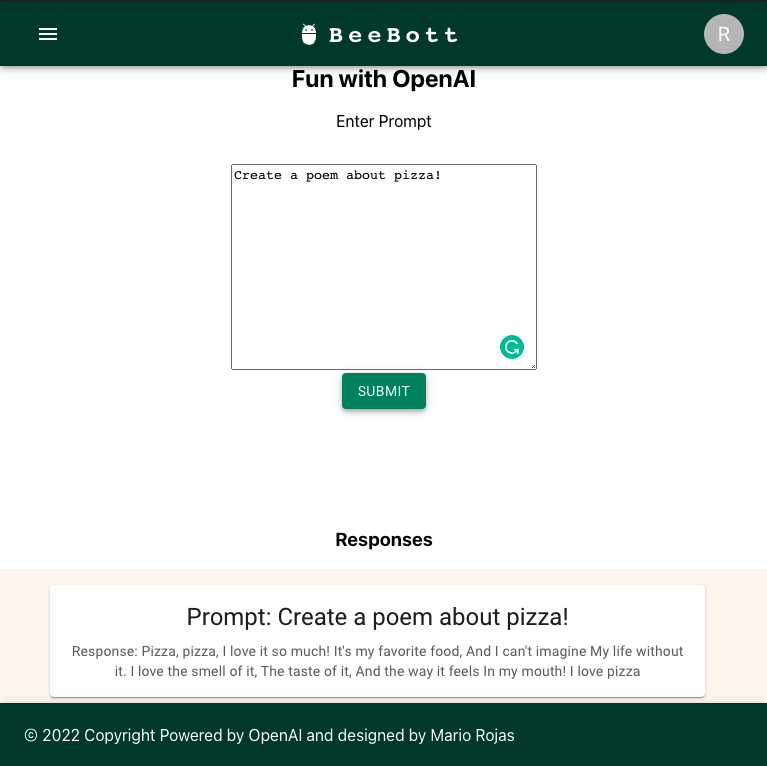 BeeBott
R
Fun with OpenAI
Enter Prompt
Create a poem about pizza!
SUBMIT
Responses
Prompt: Create a poem about pizza!
Response: Pizza, pizza, I love it so much! It's my favorite food, And I can't imagine My life without
it. I love the smell of it, The taste of it, And the way it feels In my mouth! I love pizza
© 2022 Copyright Powered by OpenAI and designed by Mario Rojas